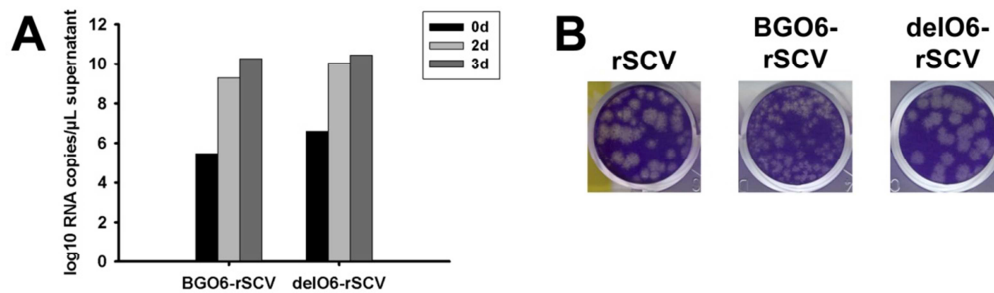 A
log10 RNA copies/µL supernatant
12
10
8
6
4
2
0
BGO6-rSCV
delO6-rSCV
0d
2d
3d
B
rSCV
BGO6-
rSCV
delO6-
rSCV